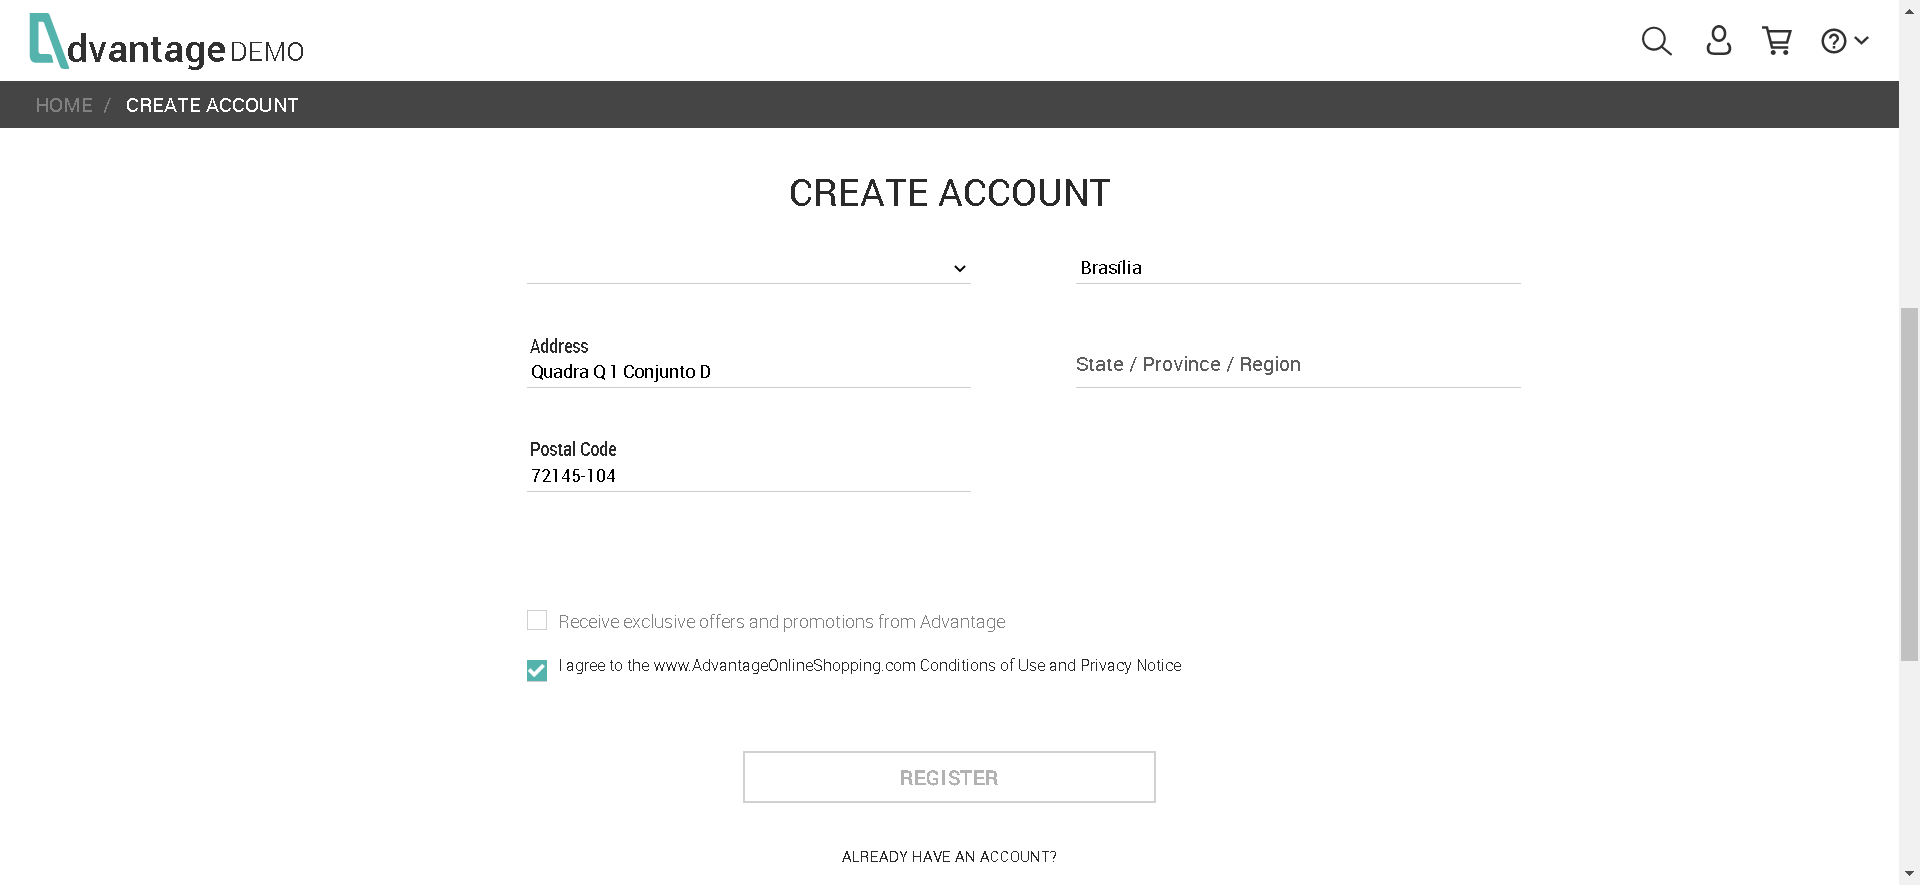 dvantage DEMO
HOME / CREATE ACCOUNT
CREATE ACCOUNT
Brasília
Address
Quadra Q 1 Conjunto D
State / Province / Region
Postal Code
72145-104
Receive exclusive offers and promotions from Advantage
I agree to the www.AdvantageOnlineShopping.com Conditions of Use and Privacy Notice
REGISTER
ALREADY HAVE AN ACCOUNT?